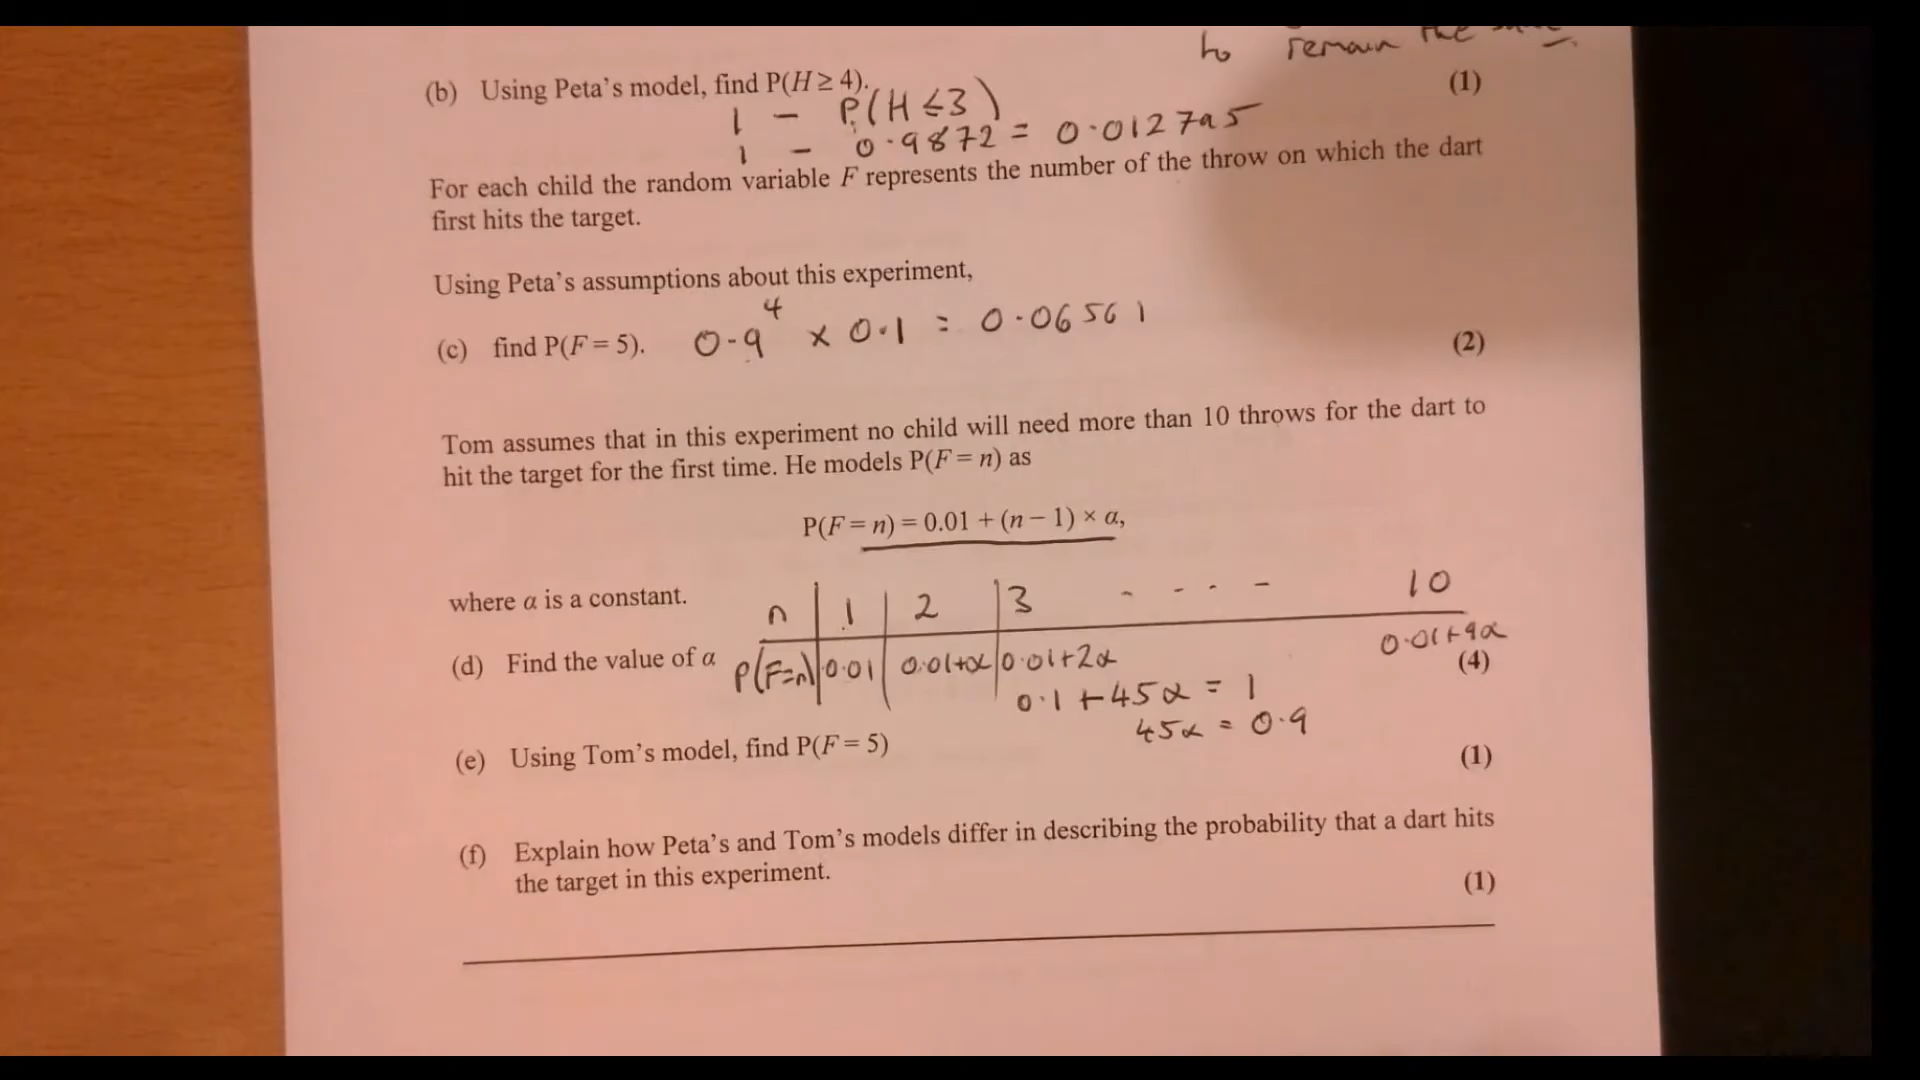 to remain the same.
(b) Using Peta's model, find P(H ≥ 4). (1)
1 - P(H ≤ 3)
1 - 0.9872 = 0.012795
For each child the random variable F represents the number of the throw on which the dart
first hits the target.
Using Peta's assumptions about this experiment,
(c) find P(F = 5). 0.9⁴ × 0.1 = 0.06561 (2)
Tom assumes that in this experiment no child will need more than 10 throws for the dart to
hit the target for the first time. He models P(F = n) as
P(F = n) = 0.01 + (n − 1) × α,
where α is a constant.
n | 1 | 2 | 3 - - - - 10
(d) Find the value of α (4)
P(F=n) | 0.01 | 0.01+α | 0.01+2α 0.01+9α
0.1 + 45α = 1
45α = 0.9
(e) Using Tom's model, find P(F = 5) (1)
(f) Explain how Peta's and Tom's models differ in describing the probability that a dart hits
the target in this experiment. (1)